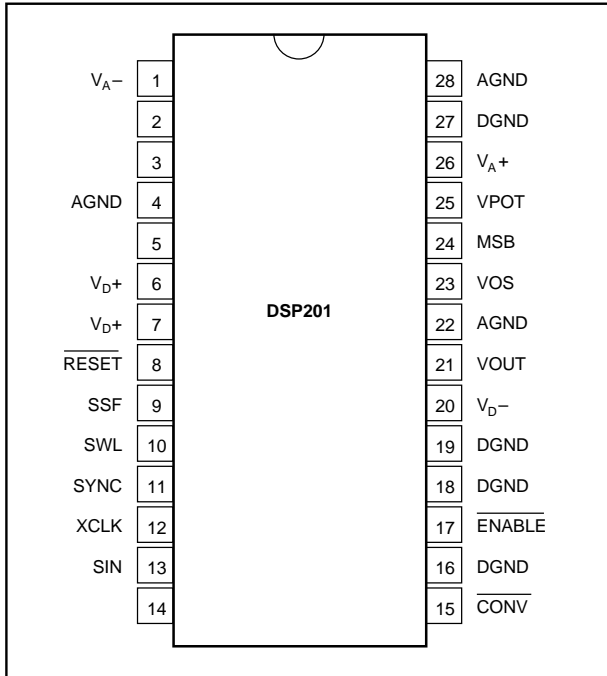 V_A– 1
2
3
AGND 4
5
V_D+ 6
V_D+ 7
RESET 8
SSF 9
SWL 10
SYNC 11
XCLK 12
SIN 13
14
DSP201
28 AGND
27 DGND
26 V_A+
25 VPOT
24 MSB
23 VOS
22 AGND
21 VOUT
20 V_D–
19 DGND
18 DGND
17 ENABLE
16 DGND
15 CONV